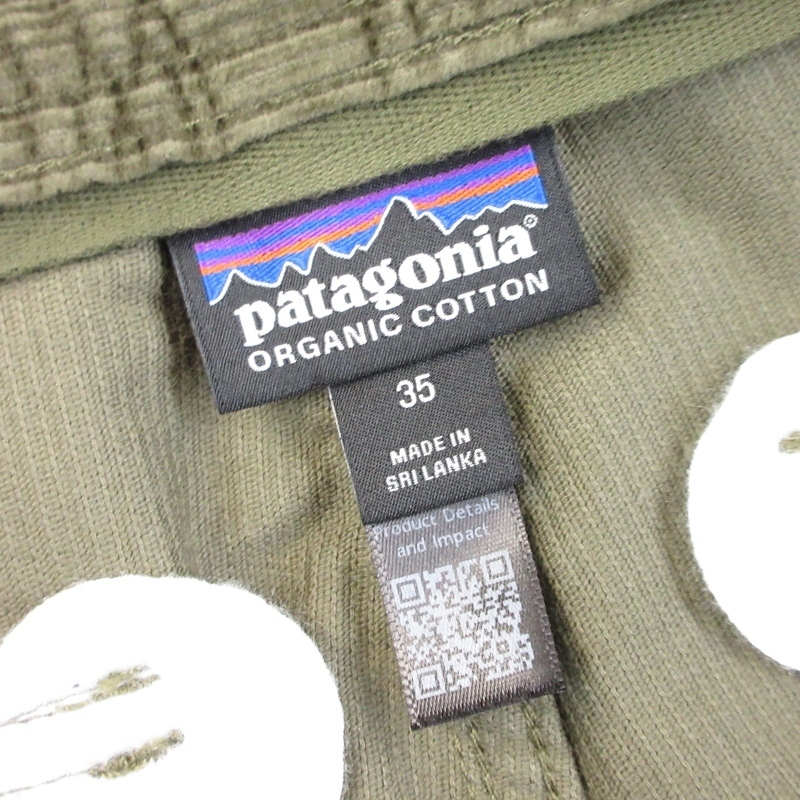 patagonia®
ORGANIC COTTON
35
MADE IN
SRI LANKA
Product Details
and Impact